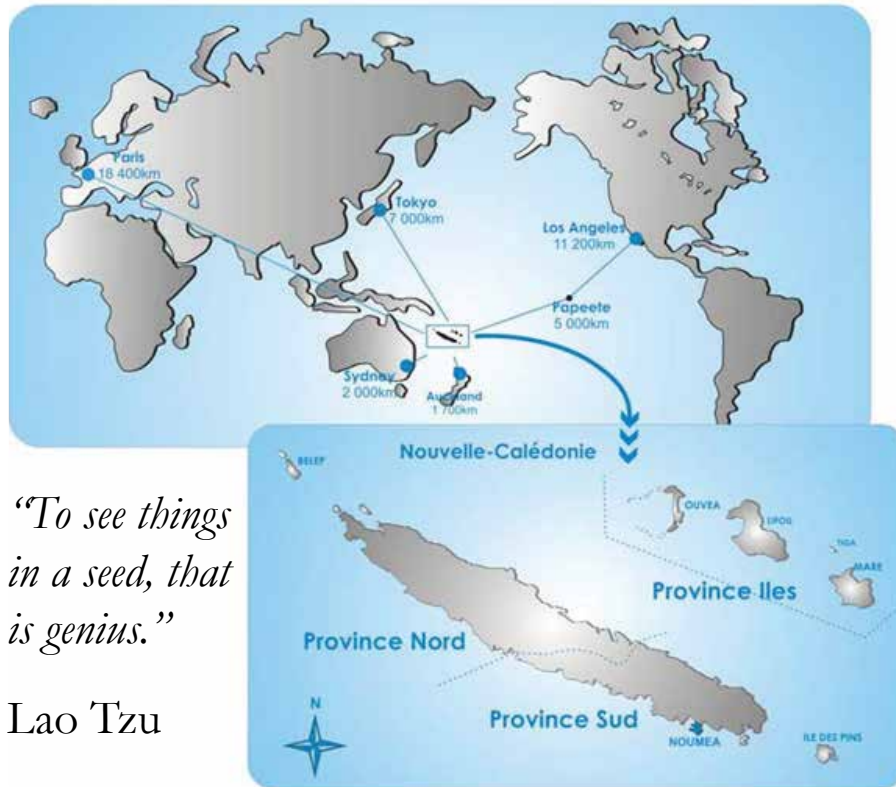 Paris
18 400km
Tokyo
7 000km
Los Angeles
11 200km
Papeete
5 000km
Sydney
2 000km
Auckland
1 700km
Nouvelle-Calédonie
BELEP
OUVEA
LIFOU
TIGA
MARE
Province Iles
Province Nord
Province Sud
N
NOUMEA
ILE DES PINS
“To see things
in a seed, that
is genius.”
Lao Tzu